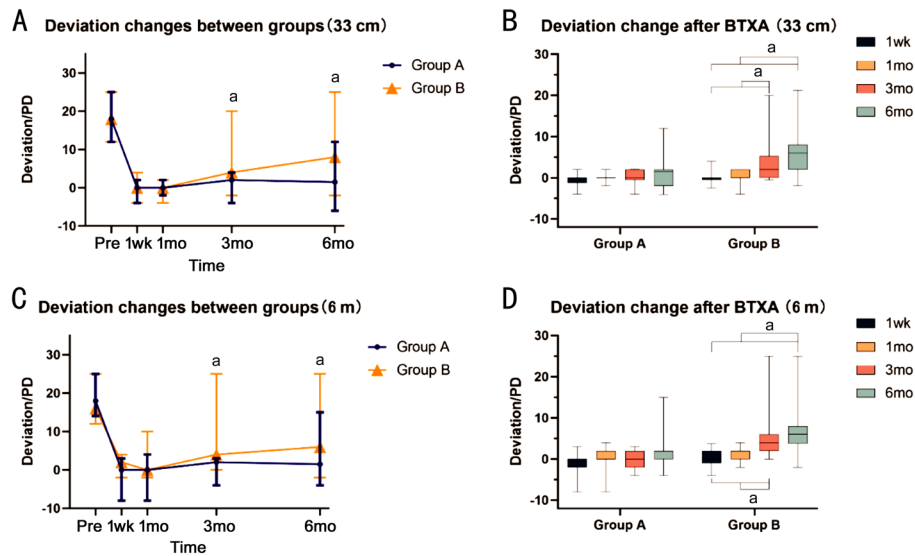 A
Deviation changes between groups(33 cm)
Deviation/PD
30
20
10
0
-10
Pre 1wk 1mo 3mo 6mo
Time
a
a
Group A
Group B
B
Deviation change after BTXA (33 cm)
Deviation/PD
30
20
10
0
-10
Group A Group B
a
a
1wk
1mo
3mo
6mo
C
Deviation changes between groups(6 m)
Deviation/PD
30
20
10
0
-10
Pre 1wk 1mo 3mo 6mo
Time
a
a
Group A
Group B
D
Deviation change after BTXA (6 m)
Deviation/PD
30
20
10
0
-10
Group A Group B
a
a
1wk
1mo
3mo
6mo